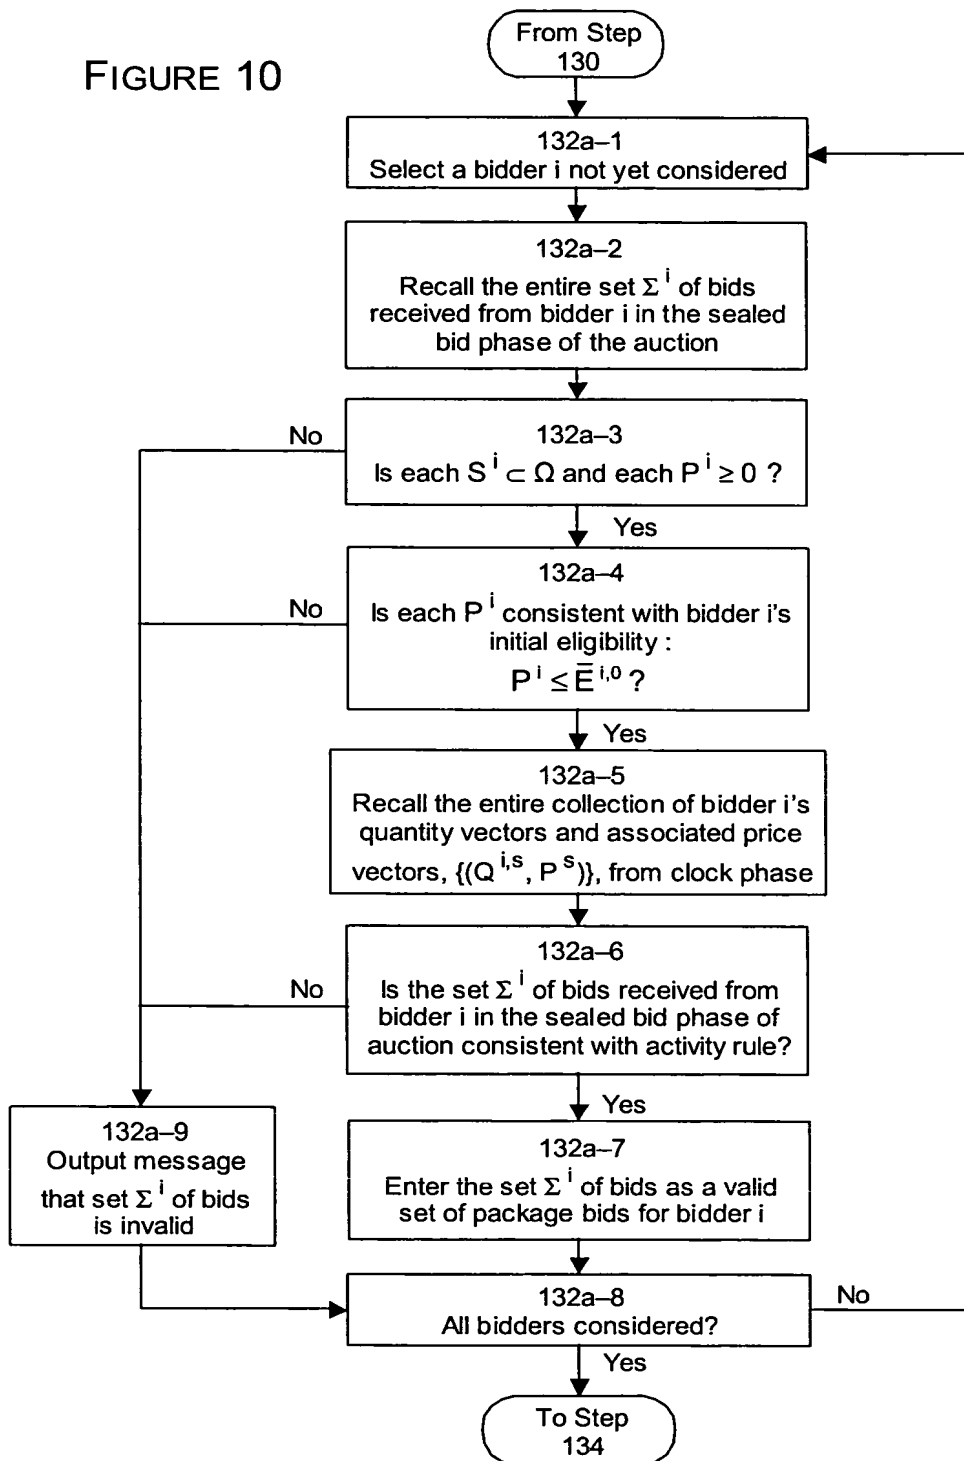 FIGURE 10
From Step
130
132a–1
Select a bidder i not yet considered
132a–2
Recall the entire set Σ^i of bids
received from bidder i in the sealed
bid phase of the auction
No
132a–3
Is each S^i ⊂ Ω and each P^i ≥ 0 ?
Yes
No
132a–4
Is each P^i consistent with bidder i's
initial eligibility :
P^i ≤ Ē^i,0 ?
Yes
132a–5
Recall the entire collection of bidder i's
quantity vectors and associated price
vectors, {(Q^i,s, P^s)}, from clock phase
No
132a–6
Is the set Σ^i of bids received from
bidder i in the sealed bid phase of
auction consistent with activity rule?
Yes
132a–9
Output message
that set Σ^i of bids
is invalid
132a–7
Enter the set Σ^i of bids as a valid
set of package bids for bidder i
132a–8
All bidders considered?
No
Yes
To Step
134